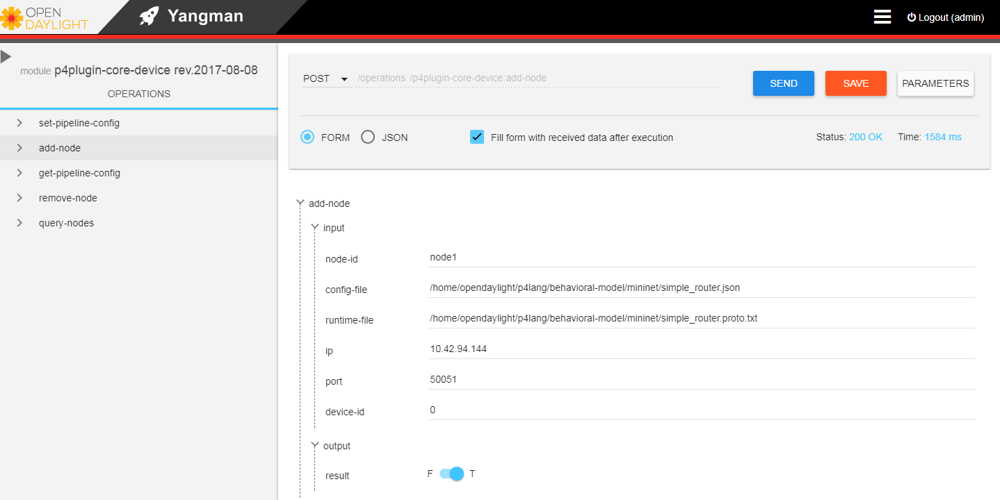 OPEN
DAYLIGHT
Yangman
Logout (admin)
module p4plugin-core-device rev.2017-08-08
OPERATIONS
set-pipeline-config
add-node
get-pipeline-config
remove-node
query-nodes
POST /operations /p4plugin-core-device:add-node SEND SAVE PARAMETERS
FORM JSON Fill form with received data after execution Status: 200 OK Time: 1584 ms
add-node
input
node-id node1
config-file /home/opendaylight/p4lang/behavioral-model/mininet/simple_router.json
runtime-file /home/opendaylight/p4lang/behavioral-model/mininet/simple_router.proto.txt
ip 10.42.94.144
port 50051
device-id 0
output
result F T